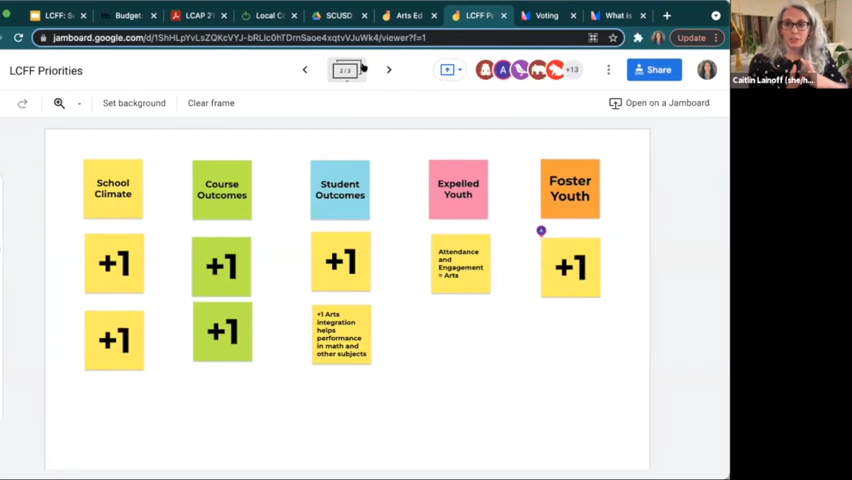 LCFF: S
Budget
LCAP 2
Local C
SCUSD
Arts Ed
LCFF P
Voting
What is
jamboard.google.com/d/1ShHLpYvLsZQKcVYJ-bRLlc0hTDrnSaoe4xqtvVJuWk4/viewer?f=1
Update
Caitlin Lainoff (she/h...
LCFF Priorities
2 / 3
A
+13
Share
Set background
Clear frame
Open on a Jamboard
School
Climate
Course
Outcomes
Student
Outcomes
Expelled
Youth
Foster
Youth
+1
+1
+1
Attendance
and
Engagement
= Arts
A
+1
+1
+1
+1 Arts
integration
helps
performance
in math and
other subjects